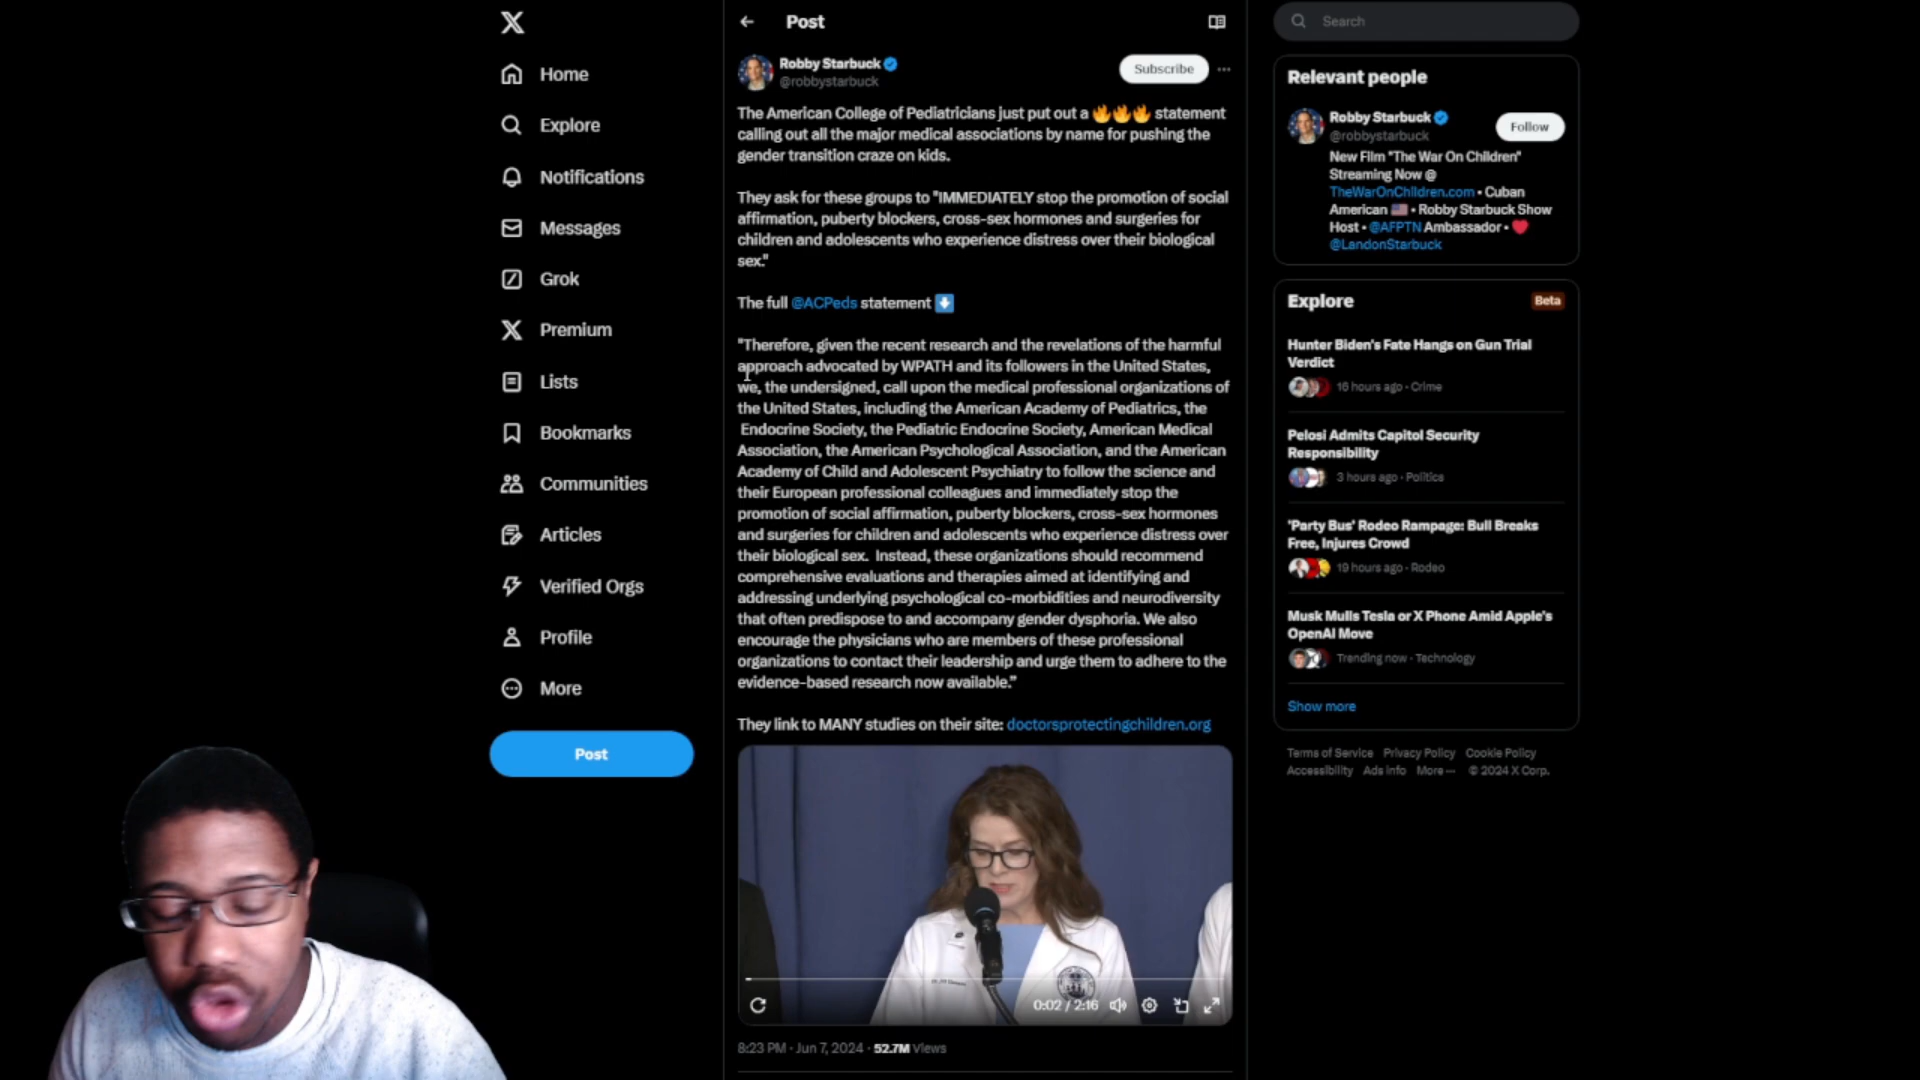 Home
Explore
Notifications
Messages
Grok
Premium
Lists
Bookmarks
Communities
Articles
Verified Orgs
Profile
More
Post
Post
Robby Starbuck
@robbystarbuck
Subscribe
The American College of Pediatricians just put out a 🔥🔥🔥 statement
calling out all the major medical associations by name for pushing the
gender transition craze on kids.
They ask for these groups to "IMMEDIATELY stop the promotion of social
affirmation, puberty blockers, cross-sex hormones and surgeries for
children and adolescents who experience distress over their biological
sex."
The full @ACPeds statement ⬇️
"Therefore, given the recent research and the revelations of the harmful
approach advocated by WPATH and its followers in the United States,
we, the undersigned, call upon the medical professional organizations of
the United States, including the American Academy of Pediatrics, the
Endocrine Society, the Pediatric Endocrine Society, American Medical
Association, the American Psychological Association, and the American
Academy of Child and Adolescent Psychiatry to follow the science and
their European professional colleagues and immediately stop the
promotion of social affirmation, puberty blockers, cross-sex hormones
and surgeries for children and adolescents who experience distress over
their biological sex. Instead, these organizations should recommend
comprehensive evaluations and therapies aimed at identifying and
addressing underlying psychological co-morbidities and neurodiversity
that often predispose to and accompany gender dysphoria. We also
encourage the physicians who are members of these professional
organizations to contact their leadership and urge them to adhere to the
evidence-based research now available.”
They link to MANY studies on their site: doctorsprotectingchildren.org
0:02 / 2:16
8:23 PM · Jun 7, 2024 · 52.7M Views
Search
Relevant people
Robby Starbuck
@robbystarbuck
Follow
New Film "The War On Children"
Streaming Now @
TheWarOnChildren.com • Cuban
American 🇺🇸 • Robby Starbuck Show
Host • @AFPTN Ambassador • ❤️
@LandonStarbuck
Explore
Beta
Hunter Biden's Fate Hangs on Gun Trial
Verdict
16 hours ago · Crime
Pelosi Admits Capitol Security
Responsibility
3 hours ago · Politics
'Party Bus' Rodeo Rampage: Bull Breaks
Free, Injures Crowd
19 hours ago · Rodeo
Musk Mulls Tesla or X Phone Amid Apple's
OpenAI Move
Trending now · Technology
Show more
Terms of Service Privacy Policy Cookie Policy
Accessibility Ads info More ··· © 2024 X Corp.